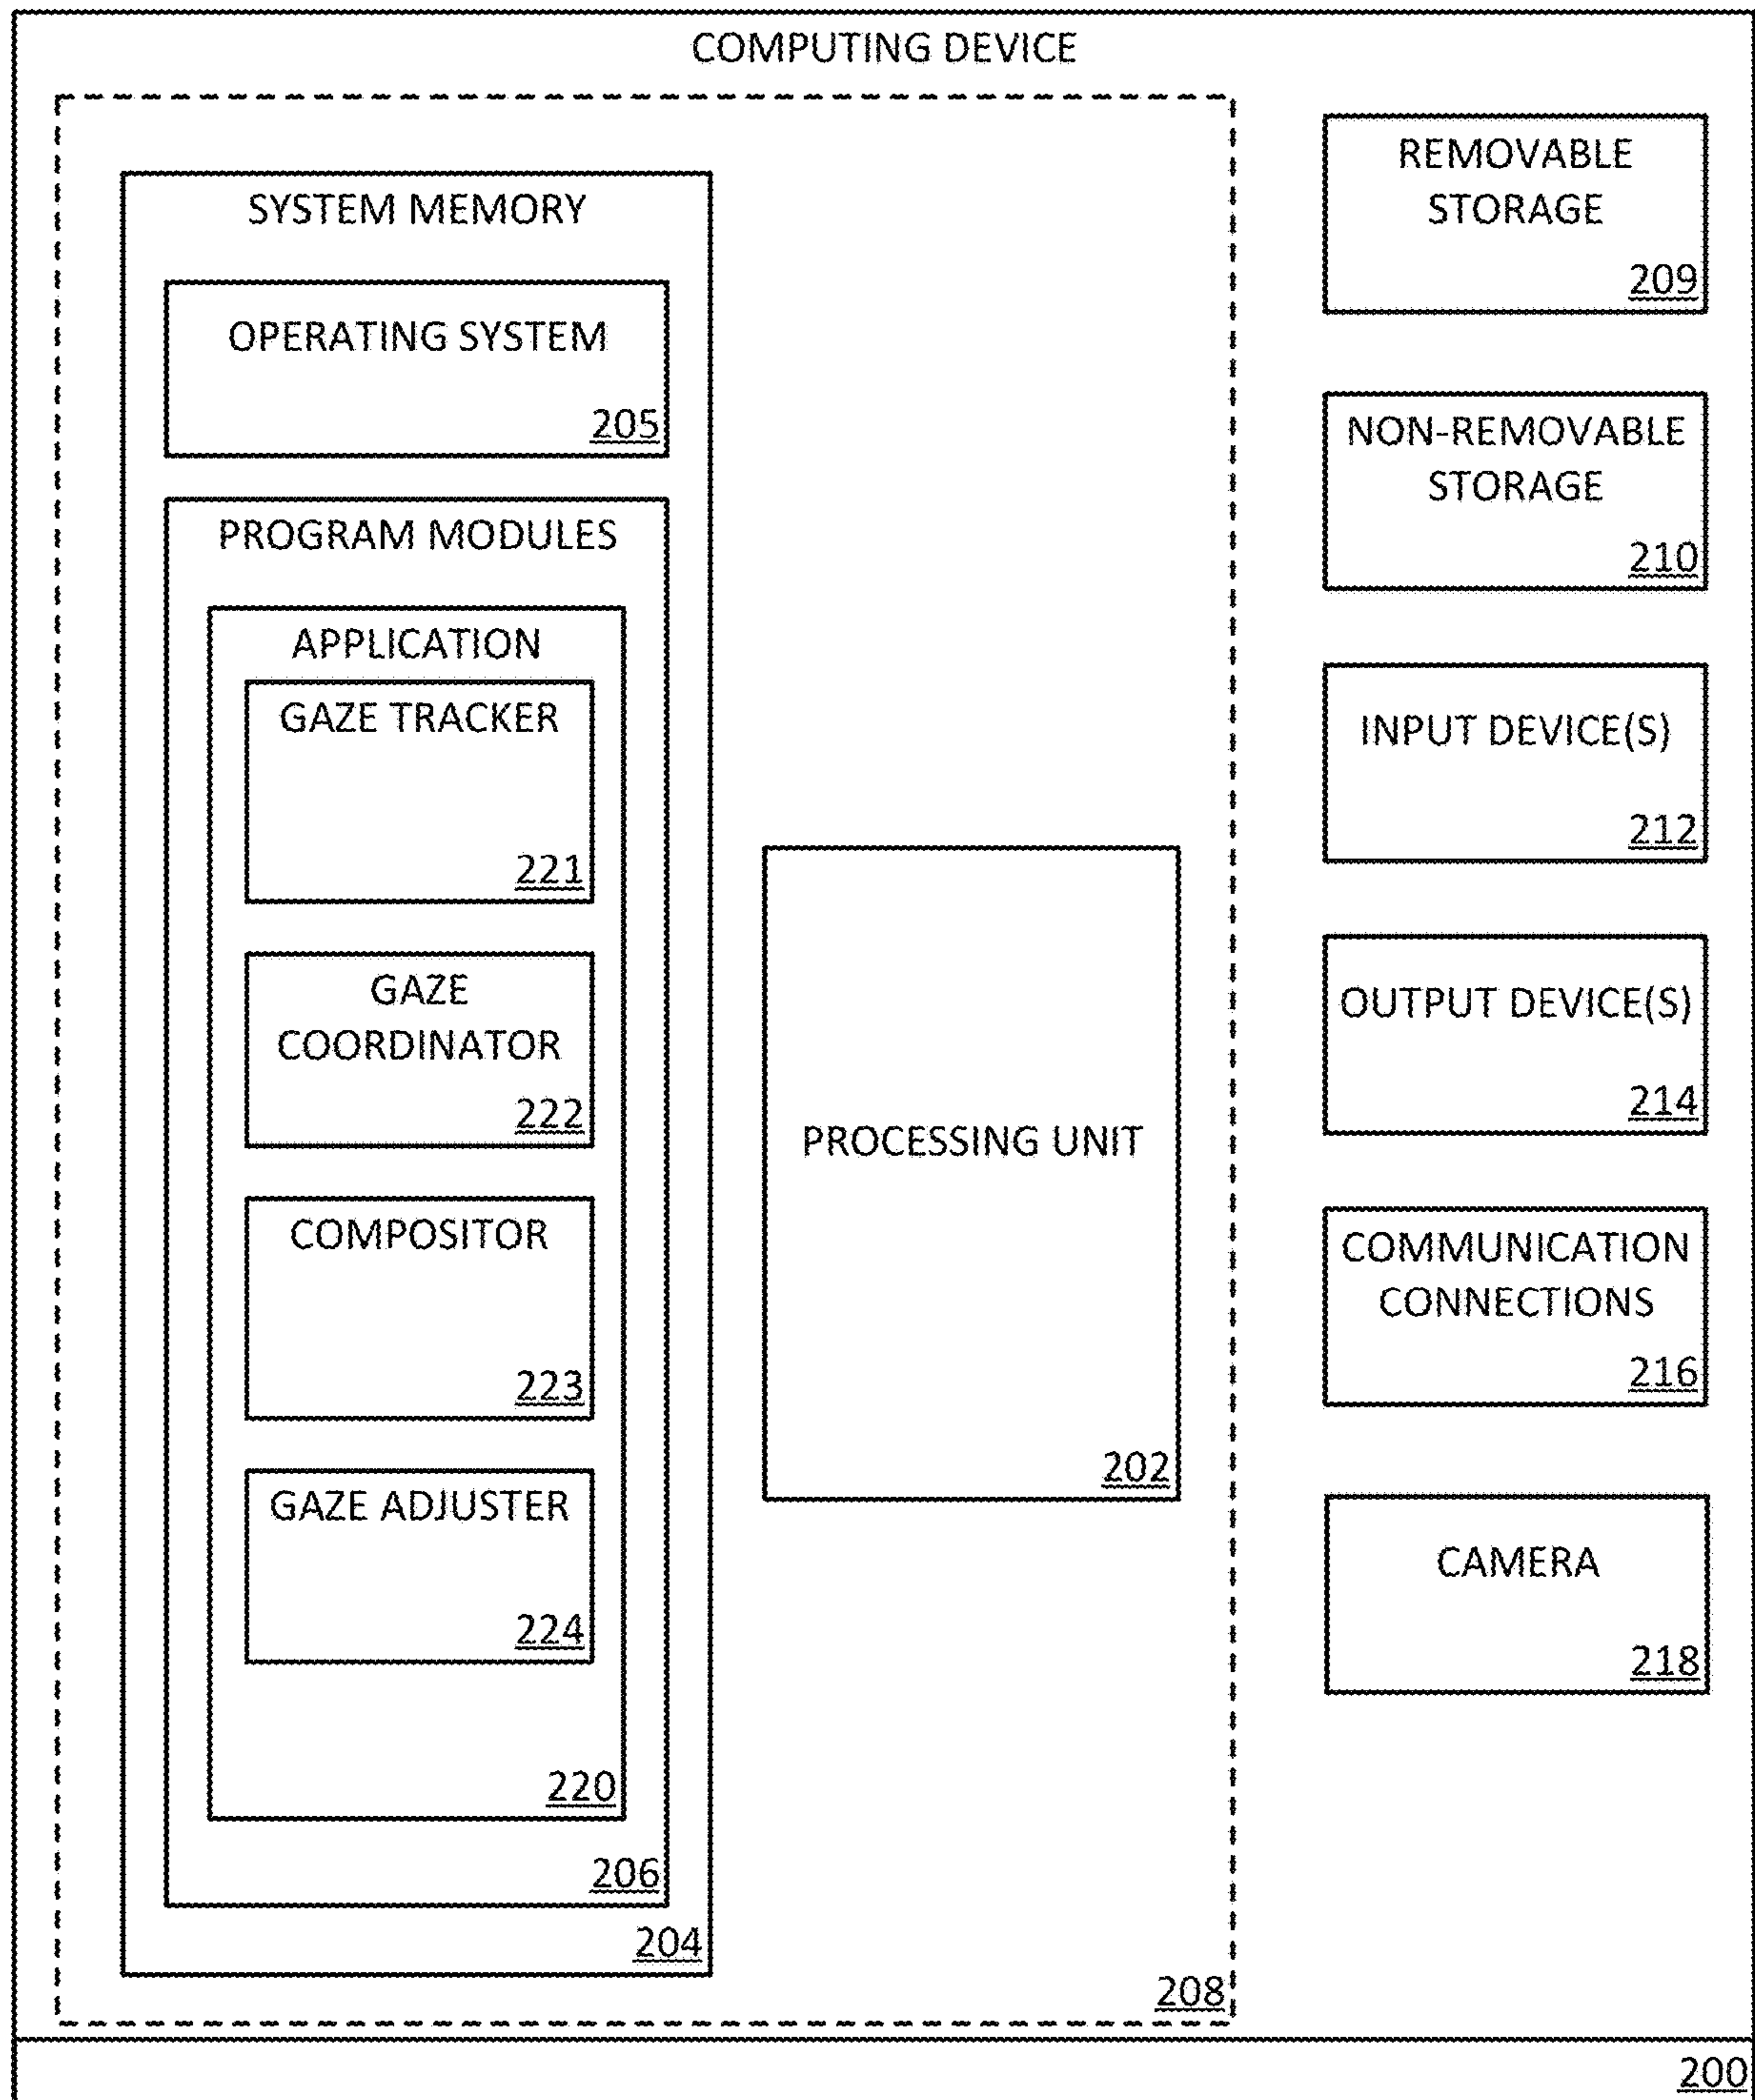 COMPUTING DEVICE
SYSTEM MEMORY
OPERATING SYSTEM
205
PROGRAM MODULES
APPLICATION
GAZE TRACKER
221
GAZE
COORDINATOR
222
COMPOSITOR
223
GAZE ADJUSTER
224
220
206
204
PROCESSING UNIT
202
208
REMOVABLE
STORAGE
209
NON-REMOVABLE
STORAGE
210
INPUT DEVICE(S)
212
OUTPUT DEVICE(S)
214
COMMUNICATION
CONNECTIONS
216
CAMERA
218
200